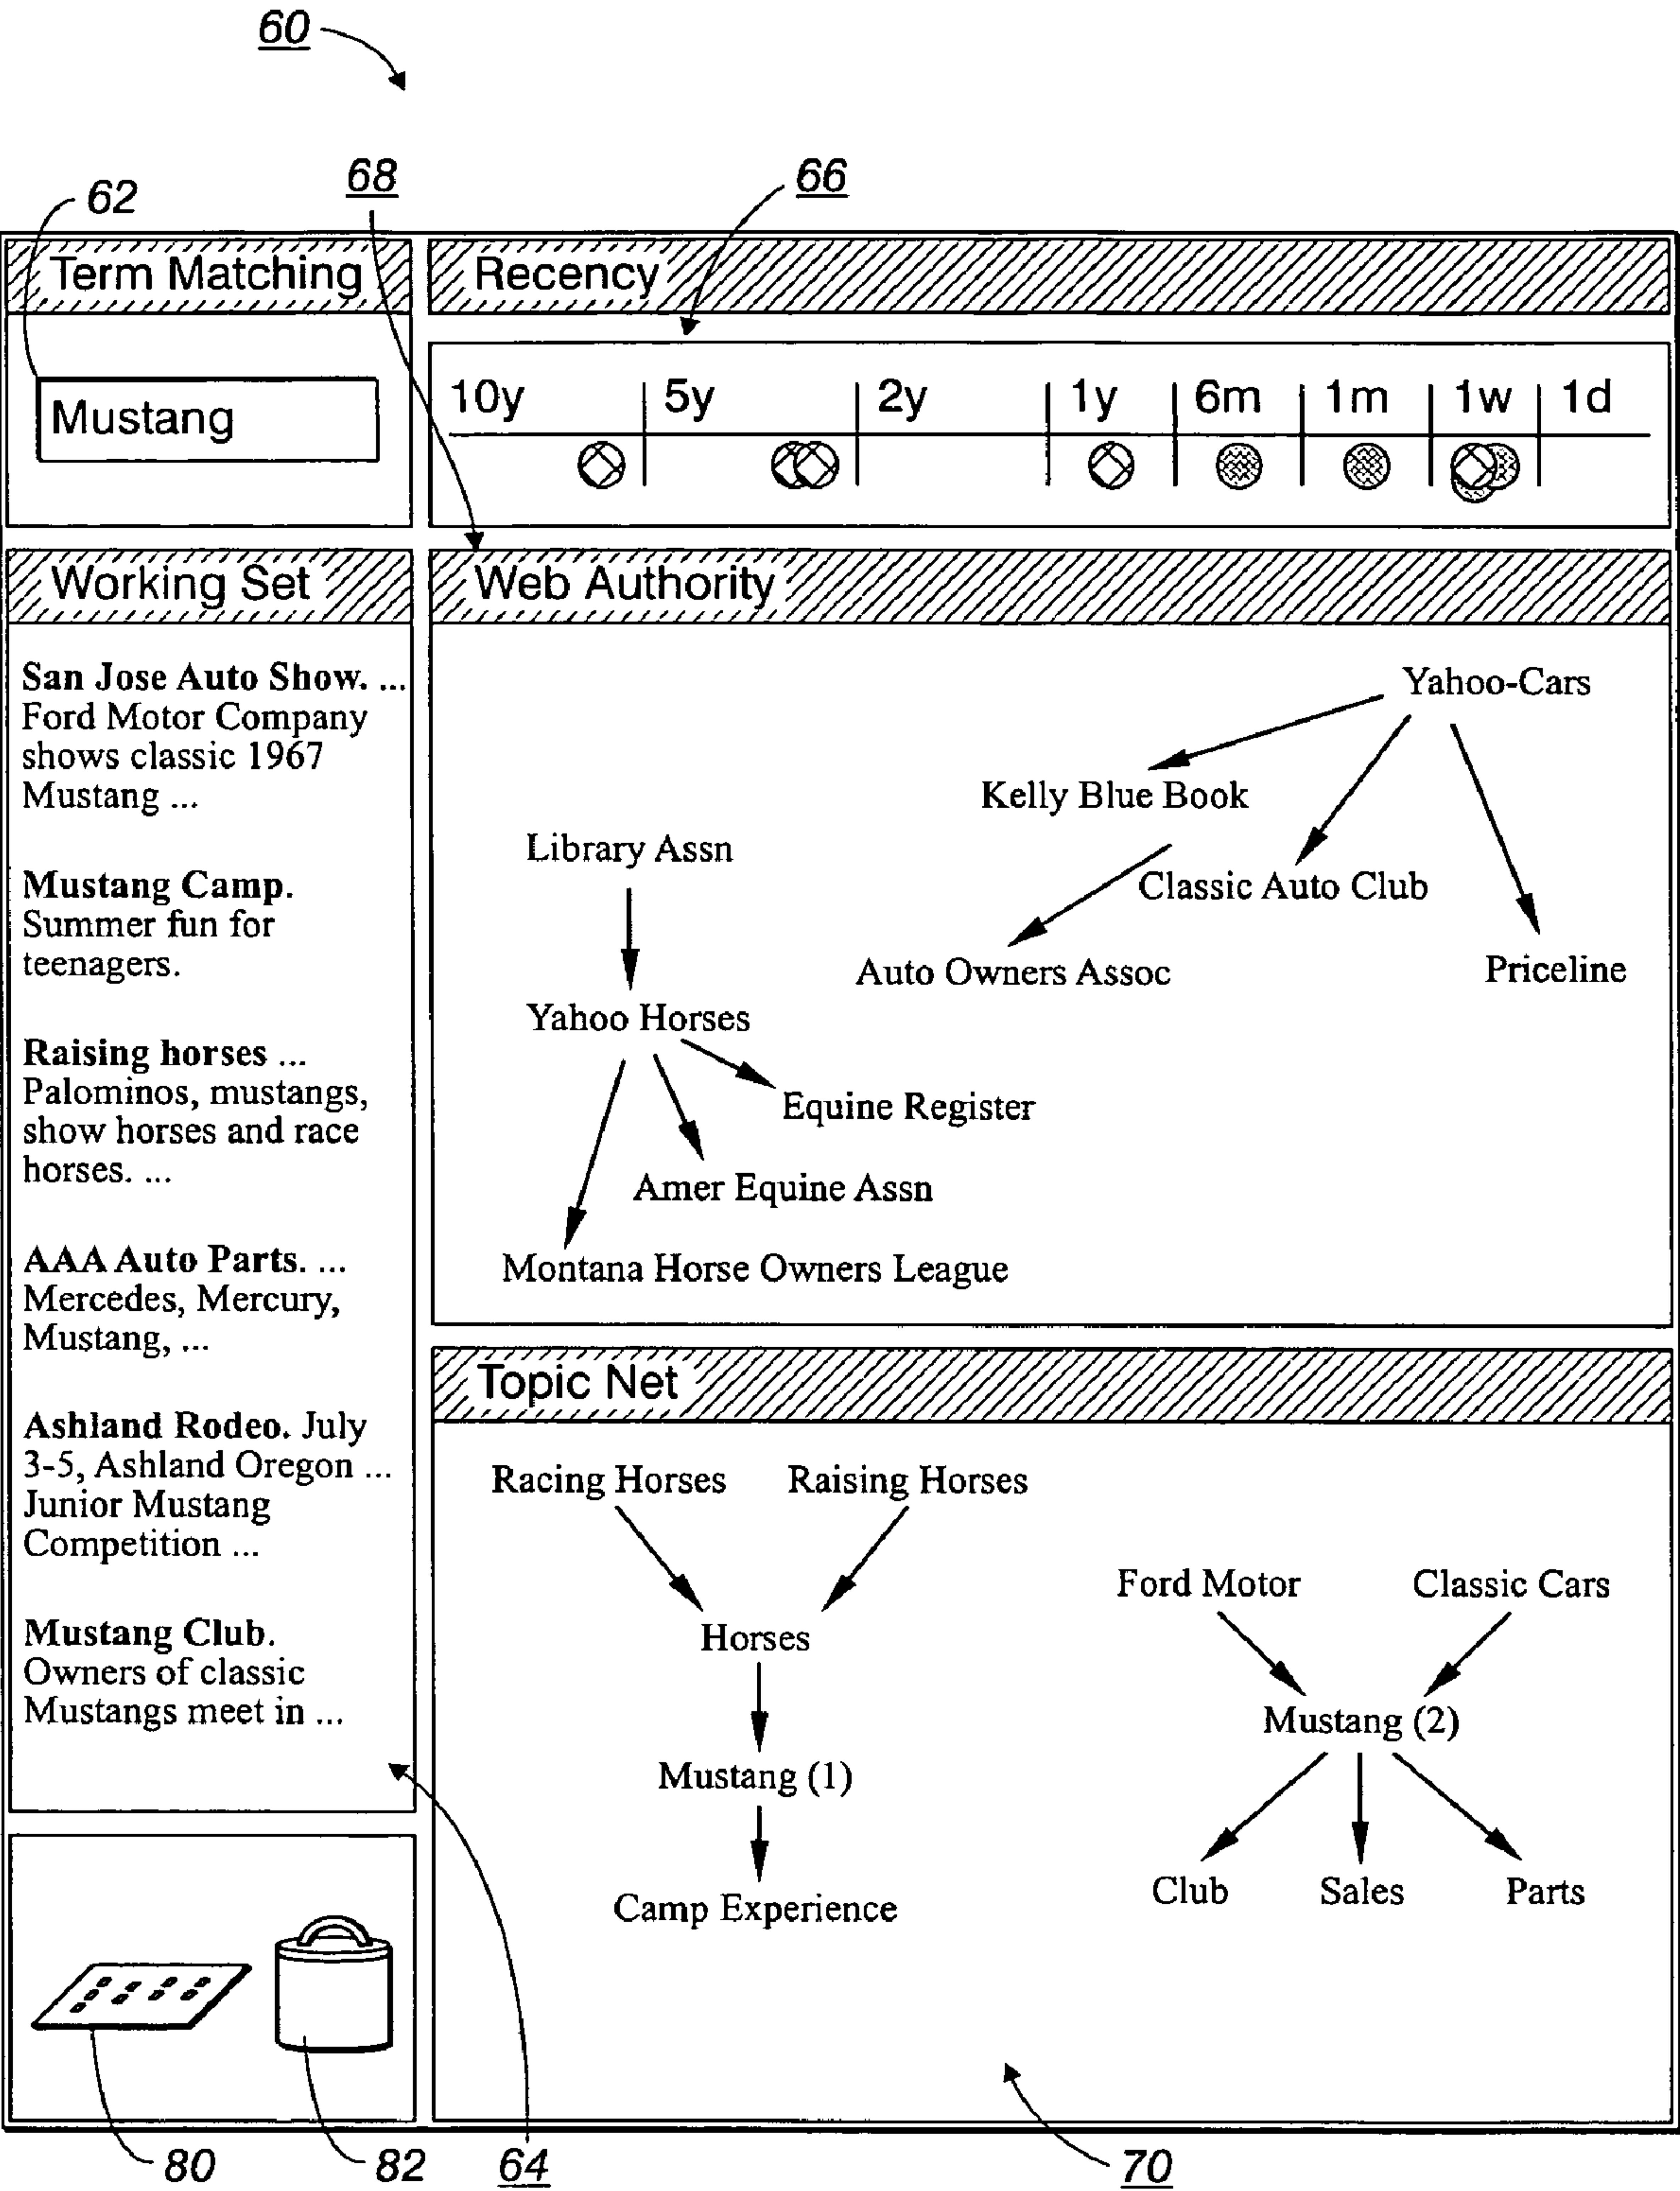 60
68
66
62
Term Matching
Recency
Mustang
10y 5y 2y 1y 6m 1m 1w 1d
Working Set
San Jose Auto Show. ...
Ford Motor Company
shows classic 1967
Mustang ...
Mustang Camp.
Summer fun for
teenagers.
Raising horses ...
Palominos, mustangs,
show horses and race
horses. ...
AAA Auto Parts. ...
Mercedes, Mercury,
Mustang, ...
Ashland Rodeo. July
3-5, Ashland Oregon ...
Junior Mustang
Competition ...
Mustang Club.
Owners of classic
Mustangs meet in ...
Web Authority
Yahoo-Cars
Kelly Blue Book
Library Assn
Classic Auto Club
Auto Owners Assoc
Priceline
Yahoo Horses
Equine Register
Amer Equine Assn
Montana Horse Owners League
Topic Net
Racing Horses
Raising Horses
Ford Motor
Classic Cars
Horses
Mustang (2)
Mustang (1)
Club
Sales
Parts
Camp Experience
80
82
64
70